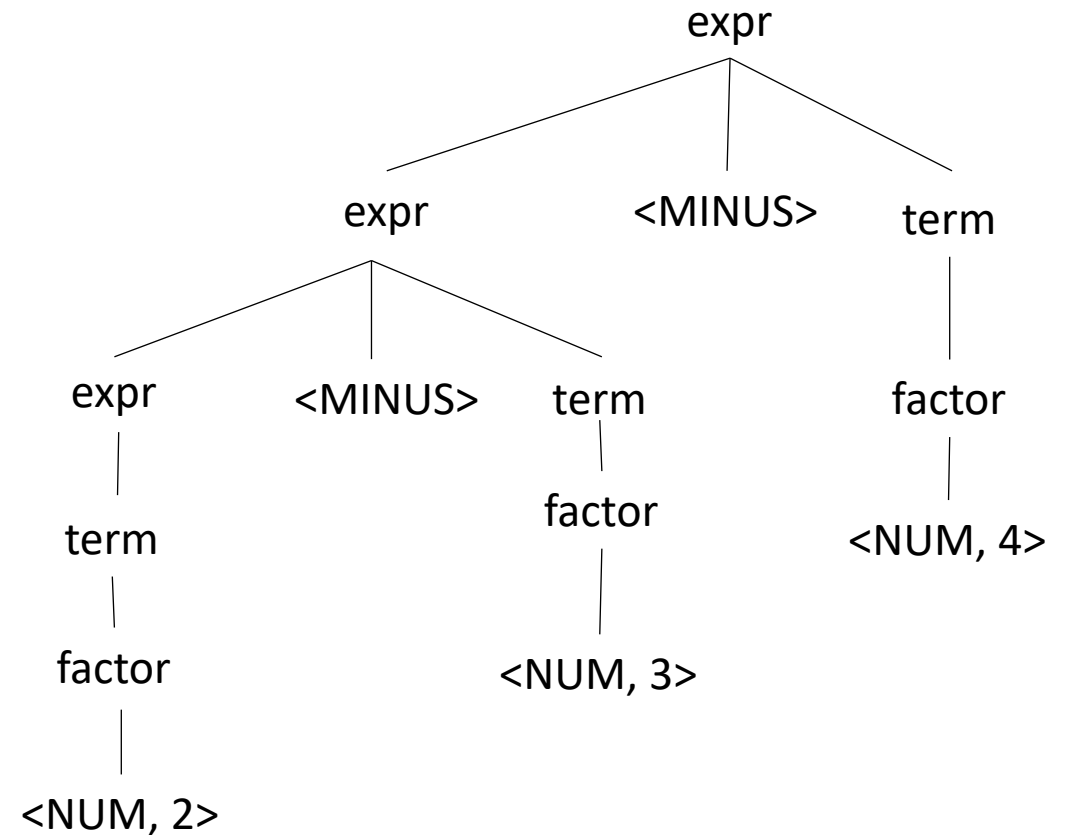 expr
expr <MINUS> term
expr <MINUS> term factor
factor
term <NUM, 4>
factor <NUM, 3>
<NUM, 2>